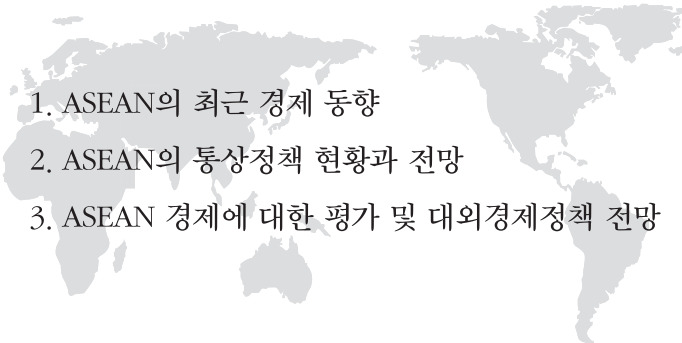 1. ASEAN의 최근 경제 동향
2. ASEAN의 통상정책 현황과 전망
3. ASEAN 경제에 대한 평가 및 대외경제정책 전망